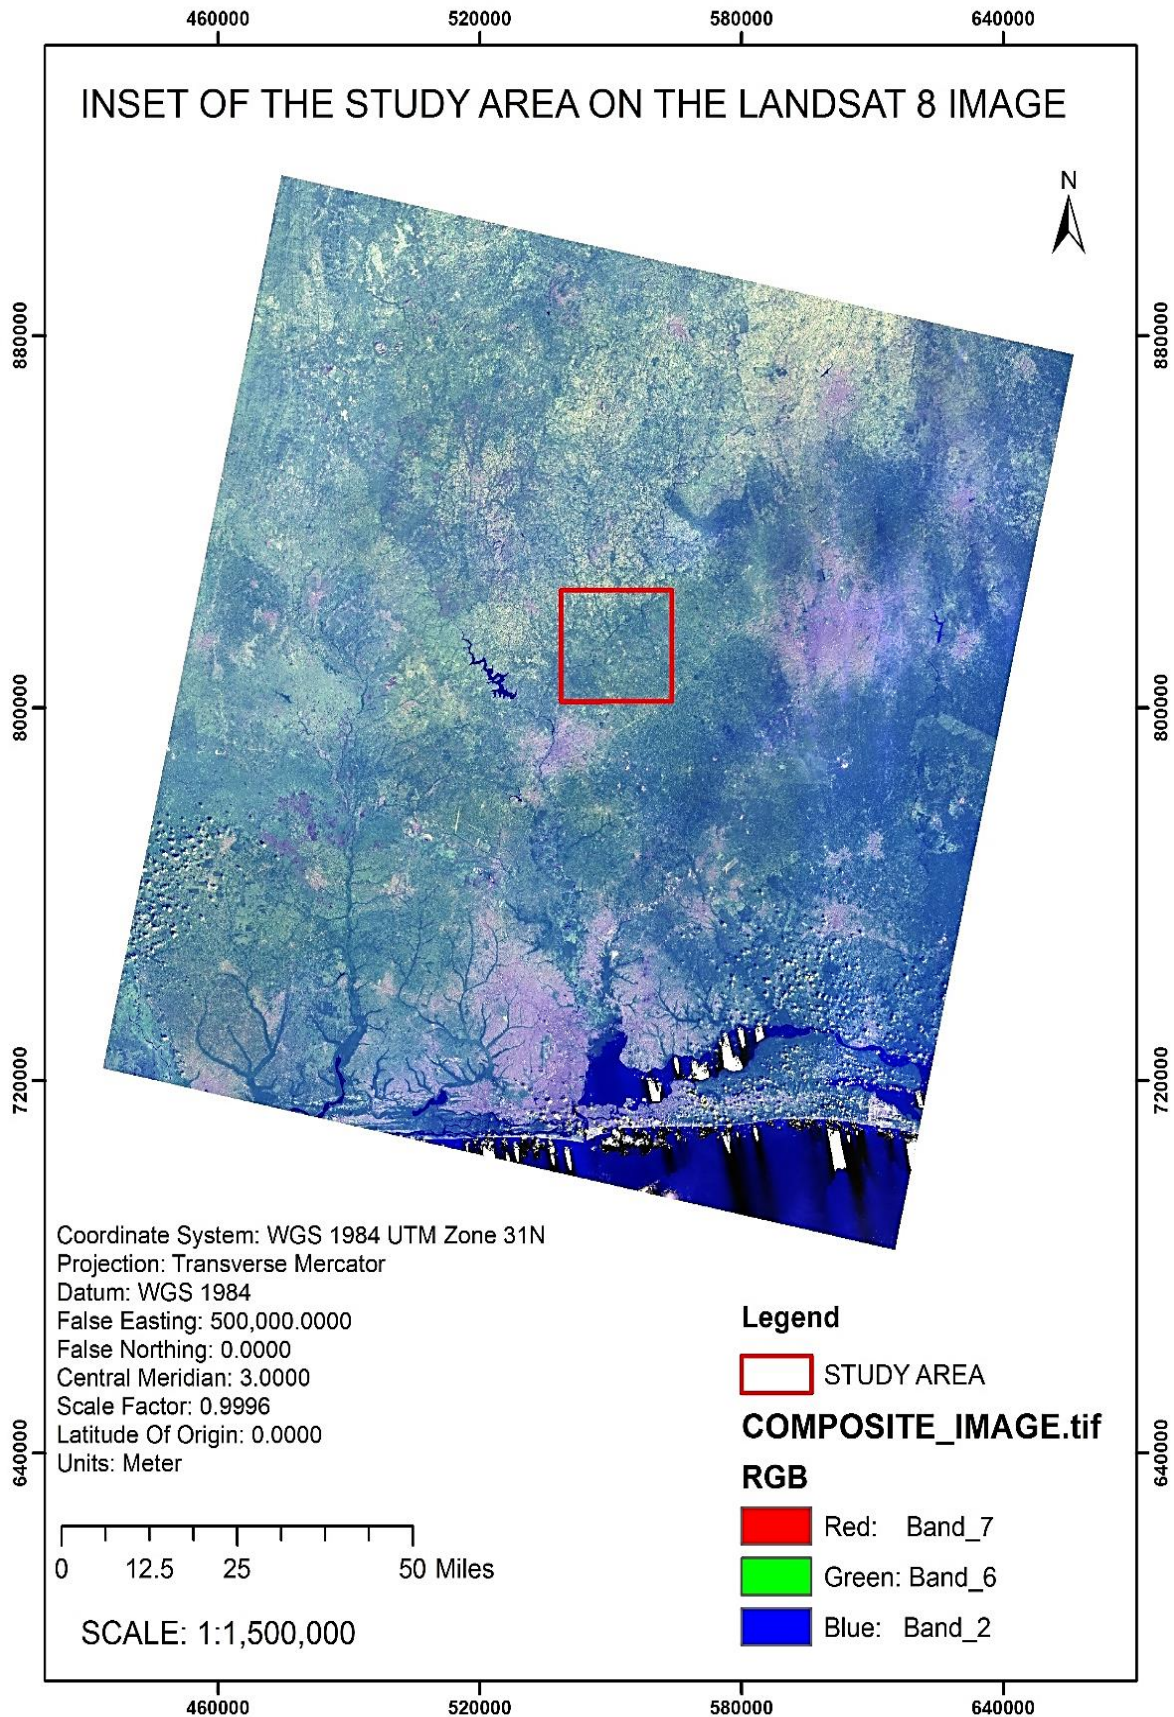 460000 520000 580000 640000
INSET OF THE STUDY AREA ON THE LANDSAT 8 IMAGE
N
880000 880000
800000 800000
720000 720000
Coordinate System: WGS 1984 UTM Zone 31N
Projection: Transverse Mercator
Datum: WGS 1984
False Easting: 500,000.0000
False Northing: 0.0000
Central Meridian: 3.0000
Scale Factor: 0.9996
Latitude Of Origin: 0.0000
Units: Meter
640000 640000
0 12.5 25 50 Miles
SCALE: 1:1,500,000
Legend
STUDY AREA
COMPOSITE_IMAGE.tif
RGB
Red: Band_7
Green: Band_6
Blue: Band_2
460000 520000 580000 640000